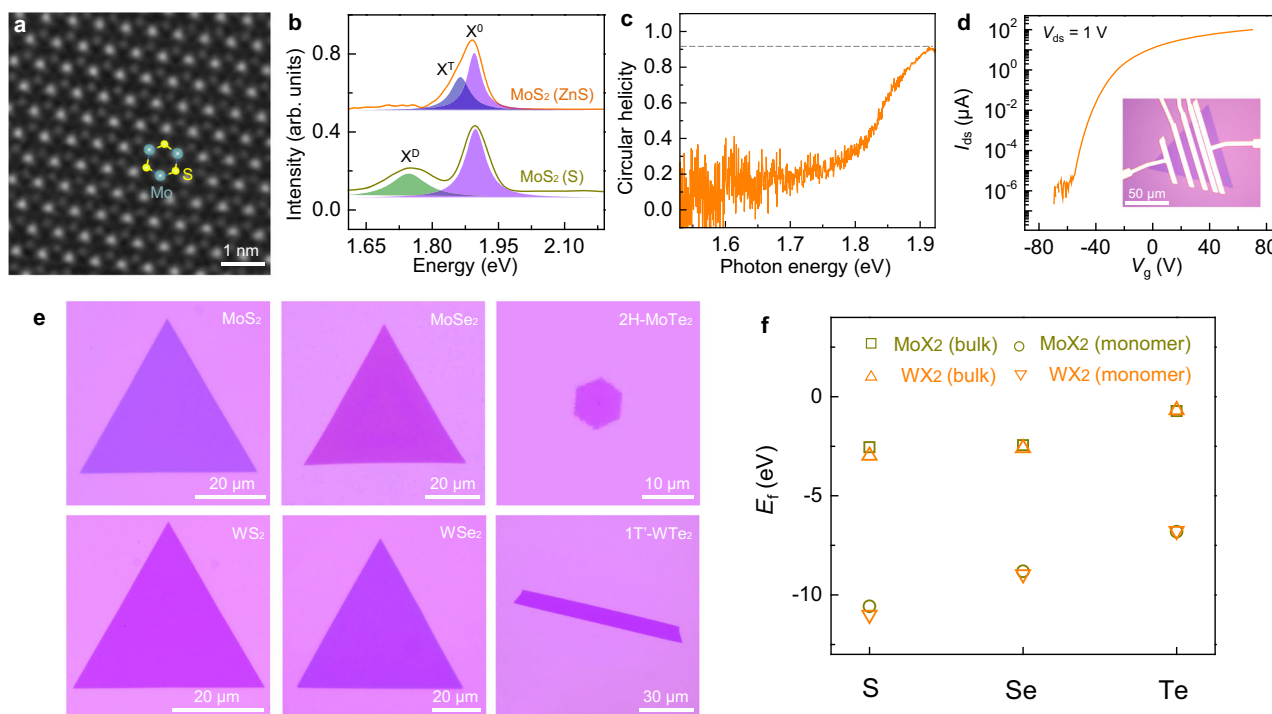 a
S
Mo
1 nm
b
Intensity (arb. units)
0.8
0.4
0.0
X⁰
Xᵀ
MoS₂ (ZnS)
Xᴰ
MoS₂ (S)
1.65 1.80 1.95 2.10
Energy (eV)
c
Circular helicity
1.0
0.8
0.6
0.4
0.2
0.0
1.6 1.7 1.8 1.9
Photon energy (eV)
d
V_ds = 1 V
I_ds (µA)
10²
10⁰
10⁻²
10⁻⁴
10⁻⁶
50 µm
-80 -40 0 40 80
V_g (V)
e
MoS₂
20 µm
MoSe₂
20 µm
2H-MoTe₂
10 µm
WS₂
20 µm
WSe₂
20 µm
1T'-WTe₂
30 µm
f
MoX₂ (bulk) MoX₂ (monomer)
WX₂ (bulk) WX₂ (monomer)
E_f (eV)
0
-5
-10
S Se Te